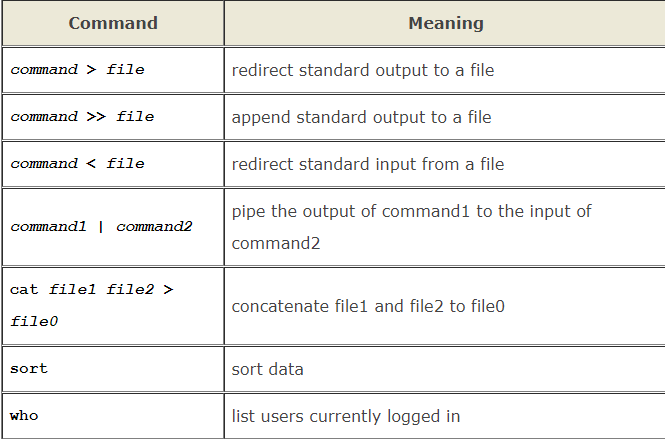 Command Meaning
command > file redirect standard output to a file
command >> file append standard output to a file
command < file redirect standard input from a file
command1 | command2 pipe the output of command1 to the input of
command2
cat file1 file2 > concatenate file1 and file2 to file0
file0
sort sort data
who list users currently logged in